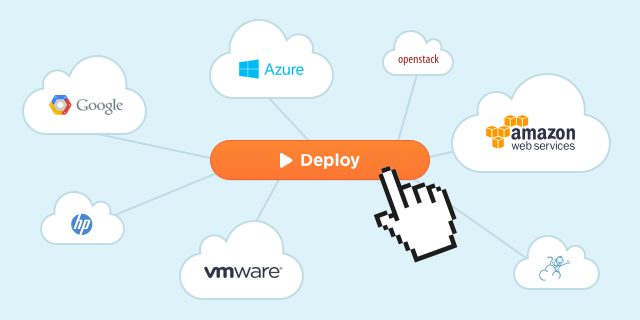 openstack
Azure
Google
amazon
web services
Deploy
hp
vmware